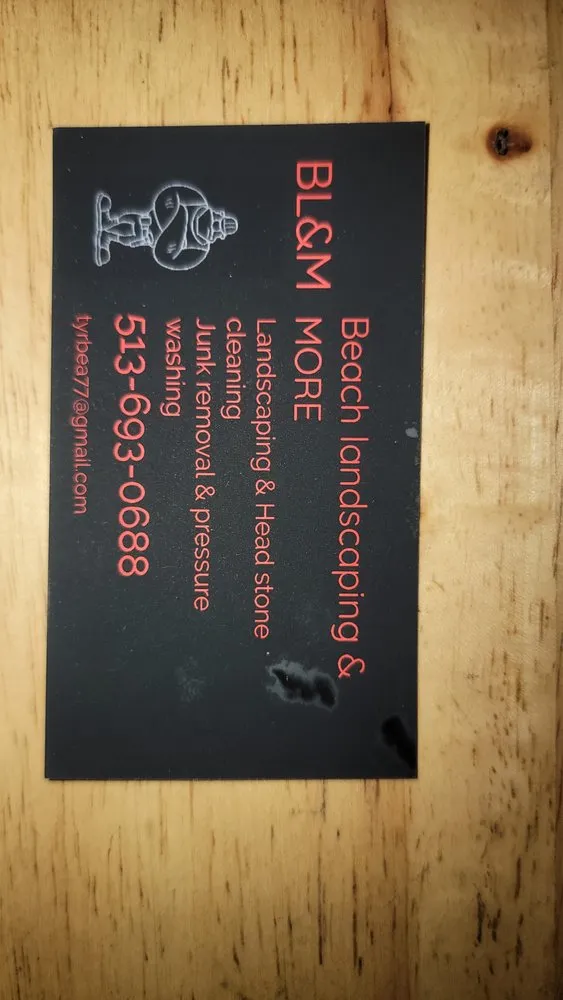 BL&M
Beach landscaping &
MORE
Landscaping & Head stone
cleaning
Junk removal & pressure
washing
513-693-0688
tyrbea77@gmail.com